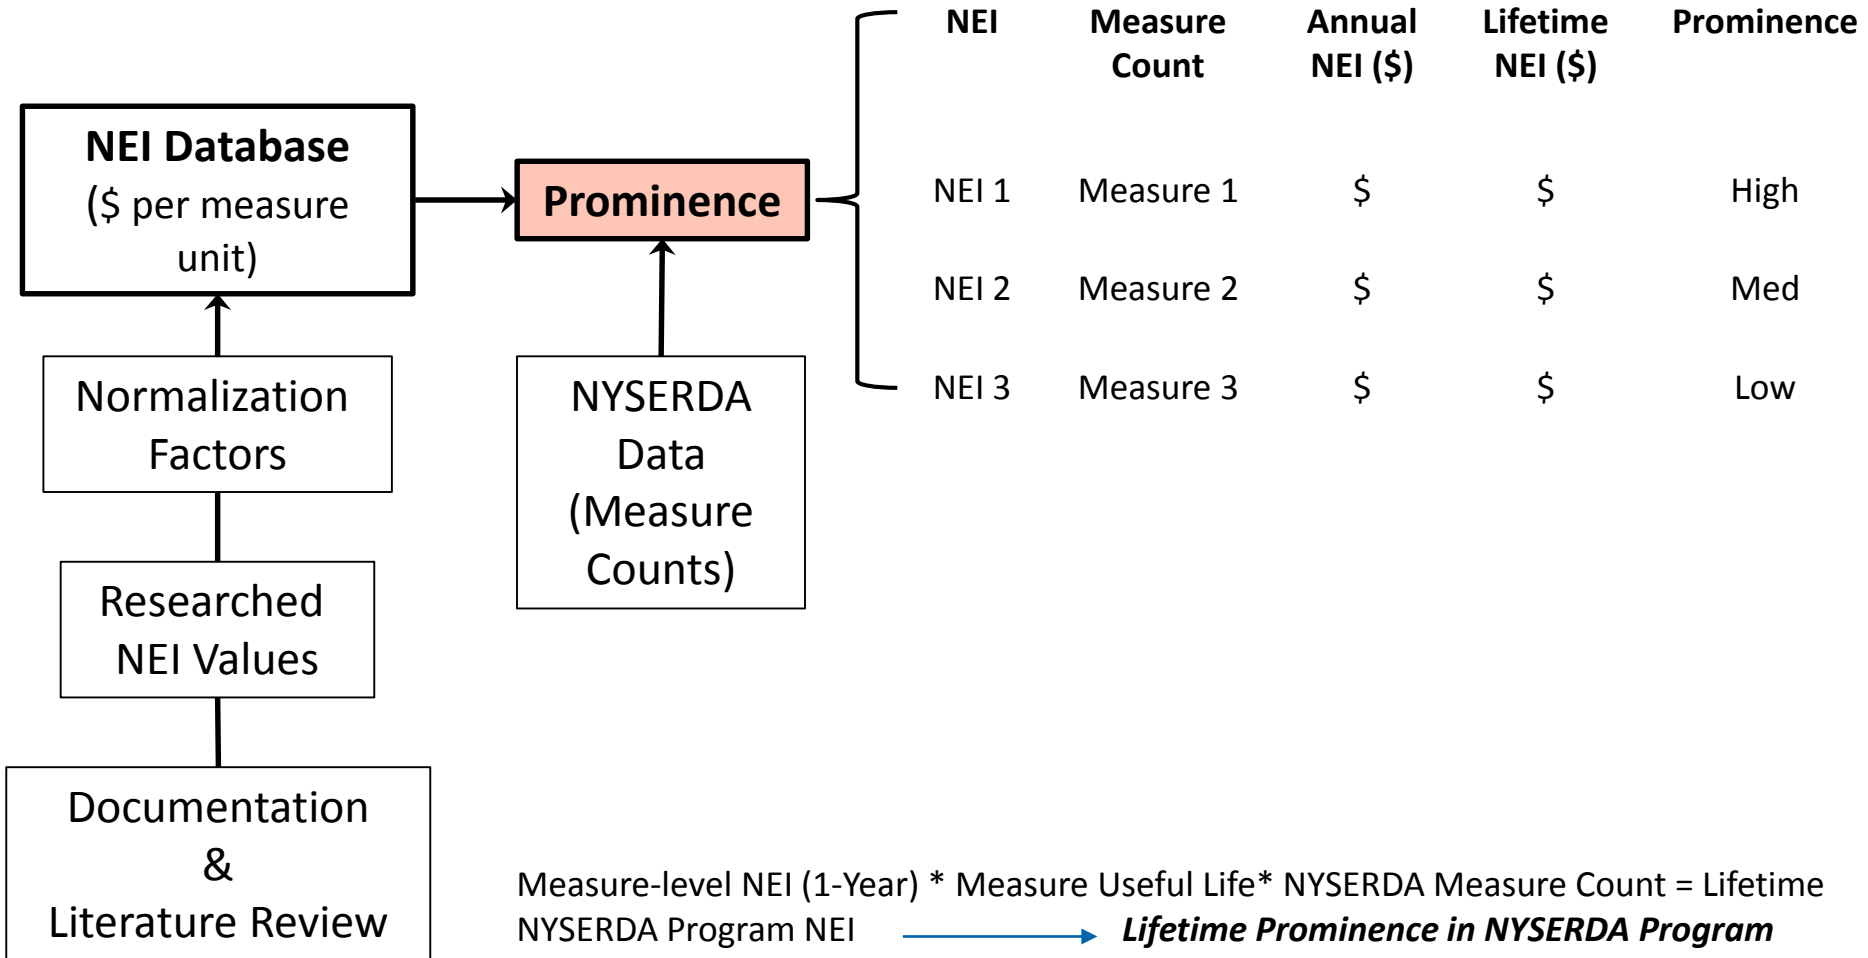 NEI Database
($ per measure
unit)
Normalization
Factors
Researched
NEI Values
Documentation
&
Literature Review
Prominence
NYSERDA
Data
(Measure
Counts)
NEI Measure Annual Lifetime Prominence
Count NEI ($) NEI ($)
NEI 1 Measure 1 $ $ High
NEI 2 Measure 2 $ $ Med
NEI 3 Measure 3 $ $ Low
Measure-level NEI (1-Year) * Measure Useful Life* NYSERDA Measure Count = Lifetime
NYSERDA Program NEI Lifetime Prominence in NYSERDA Program